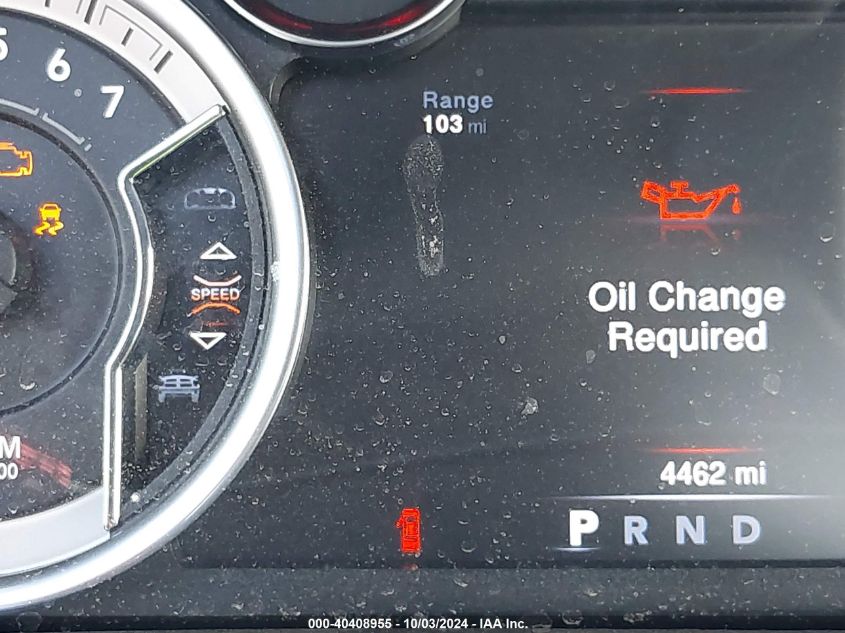 5
6
7
Range
103 mi
SPEED
Oil Change
Required
4462 mi
P R N D
000-40408955 - 10/03/2024 - IAA Inc.